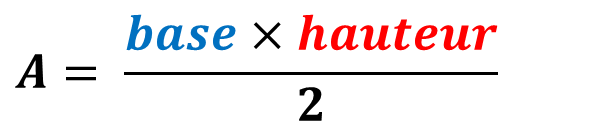 A = base × hauteur
2